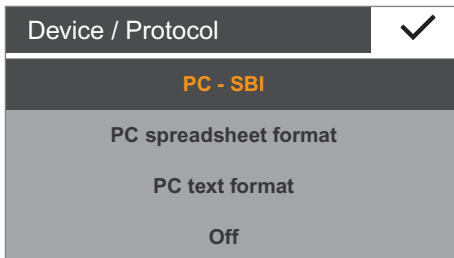 Device / Protocol
PC - SBI
PC spreadsheet format
PC text format
Off